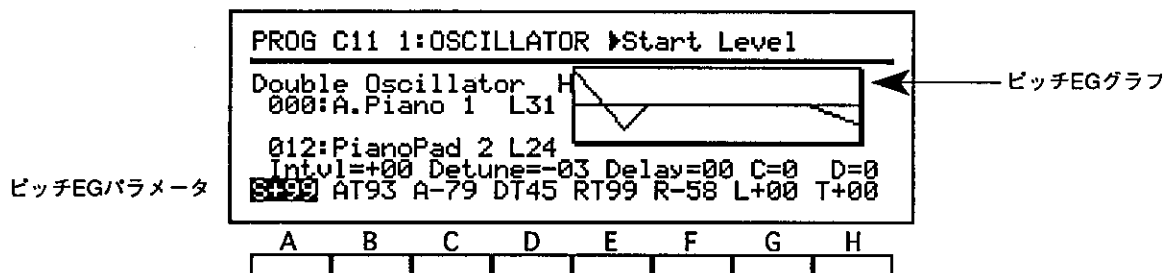 PROG C11 1:OSCILLATOR ▶Start Level
Double Oscillator H
000:A.Piano 1 L31
ピッチEGグラフ
012:PianoPad 2 L24
Intvl=+00 Detune=-03 Delay=00 C=0 D=0
ピッチEGパラメータ
S+99 AT93 A-79 DT45 RT99 R-58 L+00 T+00
A B C D E F G H